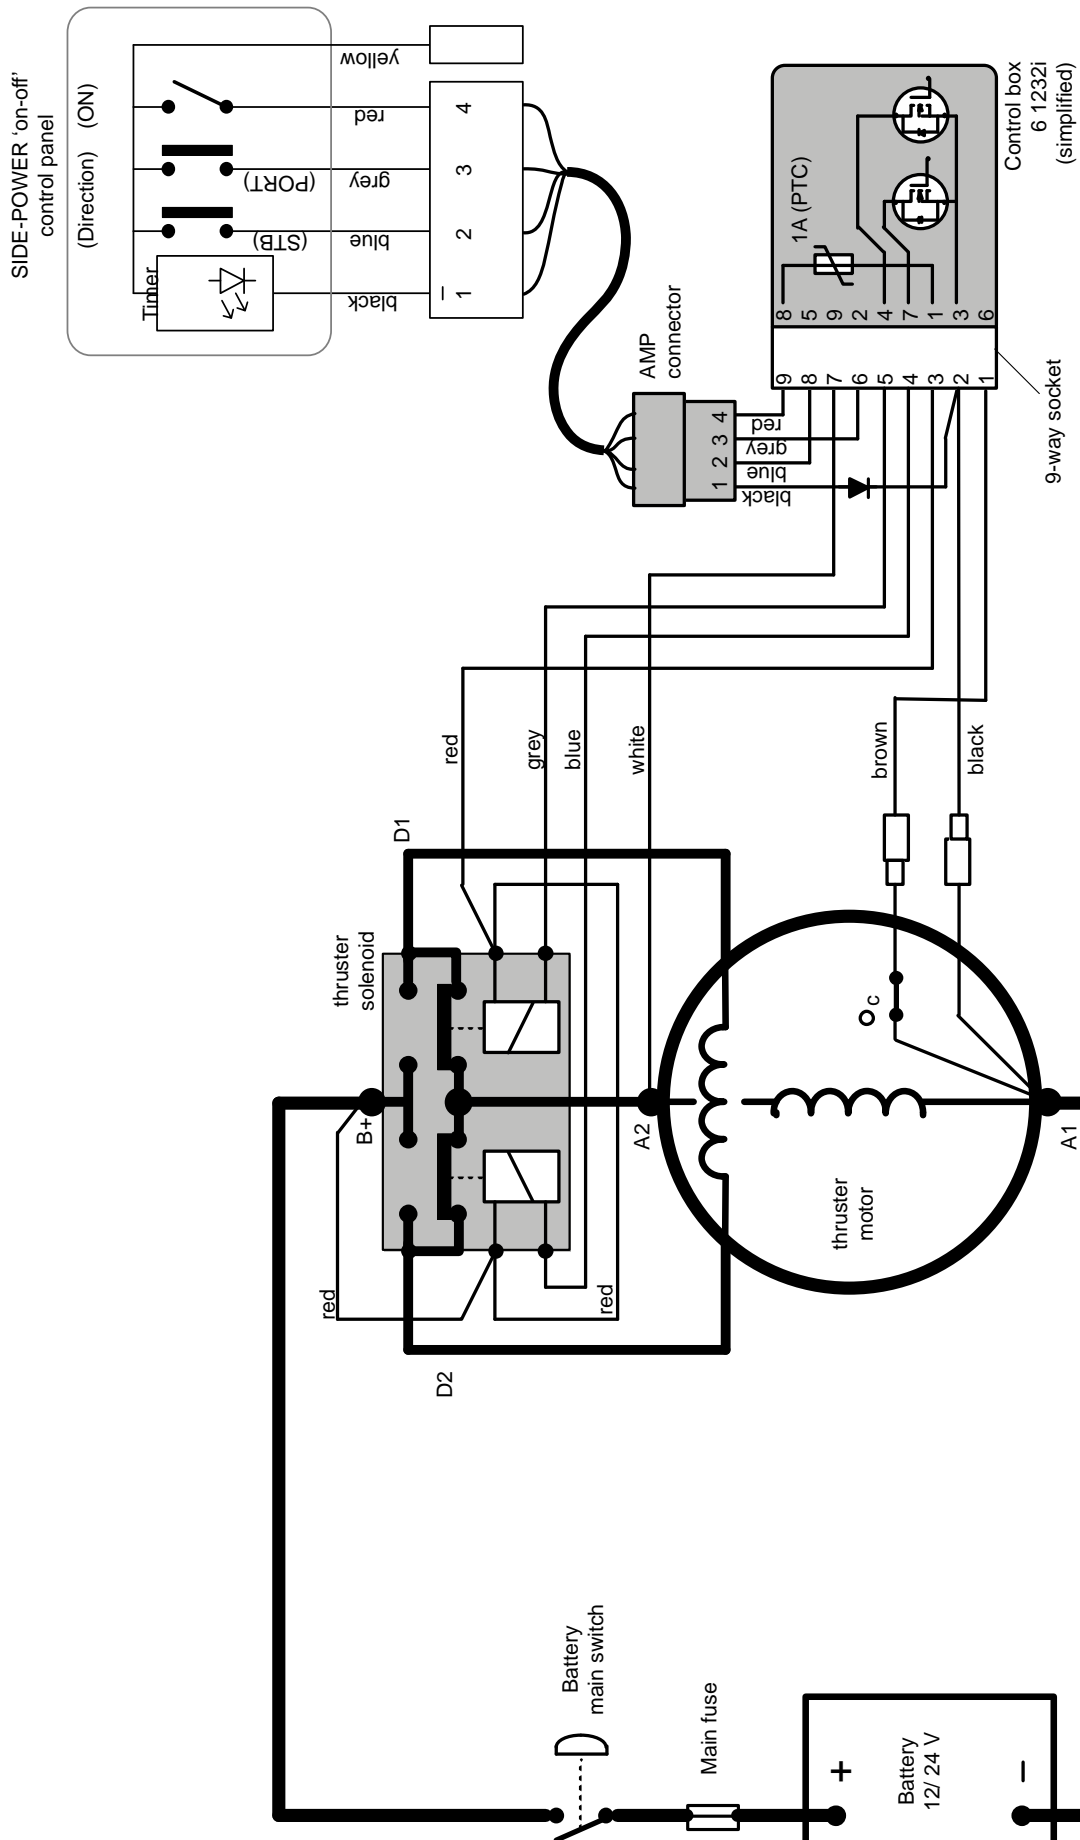 SIDE-POWER ‘on-off’
control panel
(Direction)
(ON)
(PORT)
(STB)
Timer
yellow
red
grey
blue
black
4
3
2
1
–
AMP
connector
1
2
3
4
red
grey
blue
black
1A (PTC)
8
5
9
2
4
7
1
3
6
9
8
7
6
5
4
3
2
1
Control box
6 1232i
(simplified)
9-way socket
red
grey
blue
white
brown
black
D1
thruster
solenoid
B+
A2
red
red
D2
°C
thruster
motor
A1
Battery
main switch
Main fuse
+
Battery
12/ 24 V
–